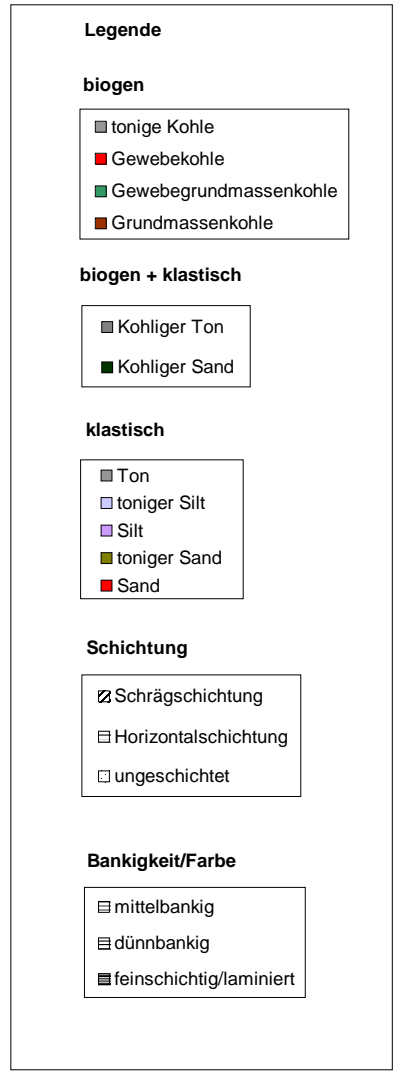 Legende
biogen
tonige Kohle
Gewebekohle
Gewebegrundmassenkohle
Grundmassenkohle
biogen + klastisch
Kohliger Ton
Kohliger Sand
klastisch
Ton
toniger Silt
Silt
toniger Sand
Sand
Schichtung
Schrägschichtung
Horizontalschichtung
ungeschichtet
Bankigkeit/Farbe
mittelbankig
dünnbankig
feinschichtig/laminiert